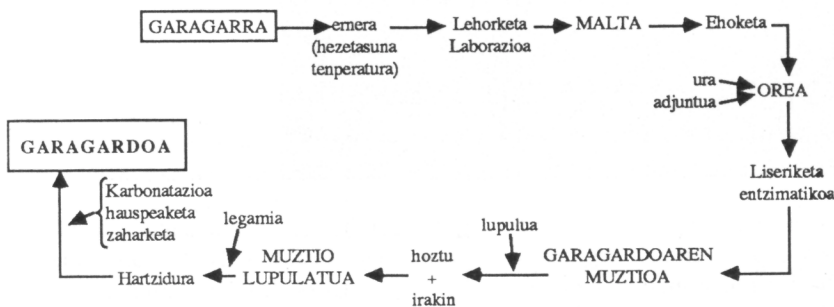 GARAGARRA
ernera
(hezetasuna
tenperatura)
Lehorketa
Laborazioa
MALTA
Ehoketa
ura
adjuntua
OREA
Liseriketa
entzimatikoa
GARAGARDOAREN
MUZTIOA
lupulua
hoztu
+
irakin
MUZTIO
LUPULATUA
legamia
Hartzidura
Karbonatazioa
hauspeaketa
zaharketa
GARAGARDOA